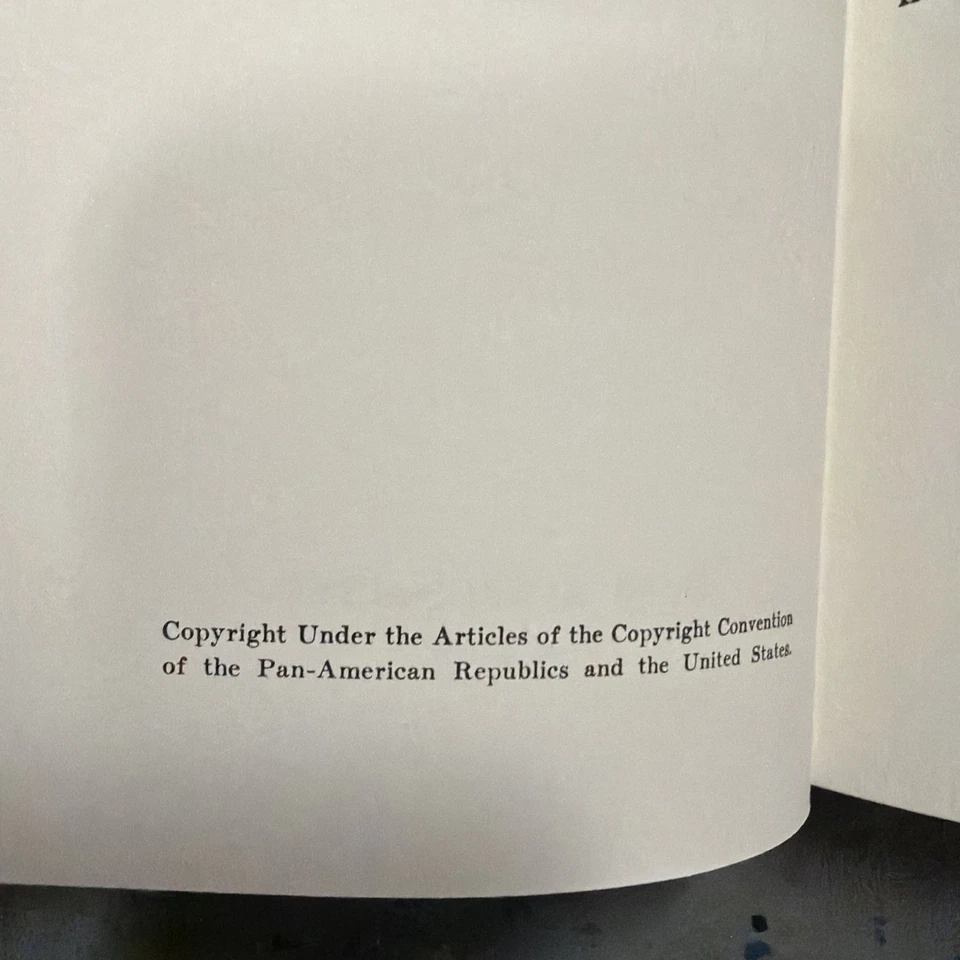 Copyright Under the Articles of the Copyright Convention
of the Pan-American Republics and the United States.